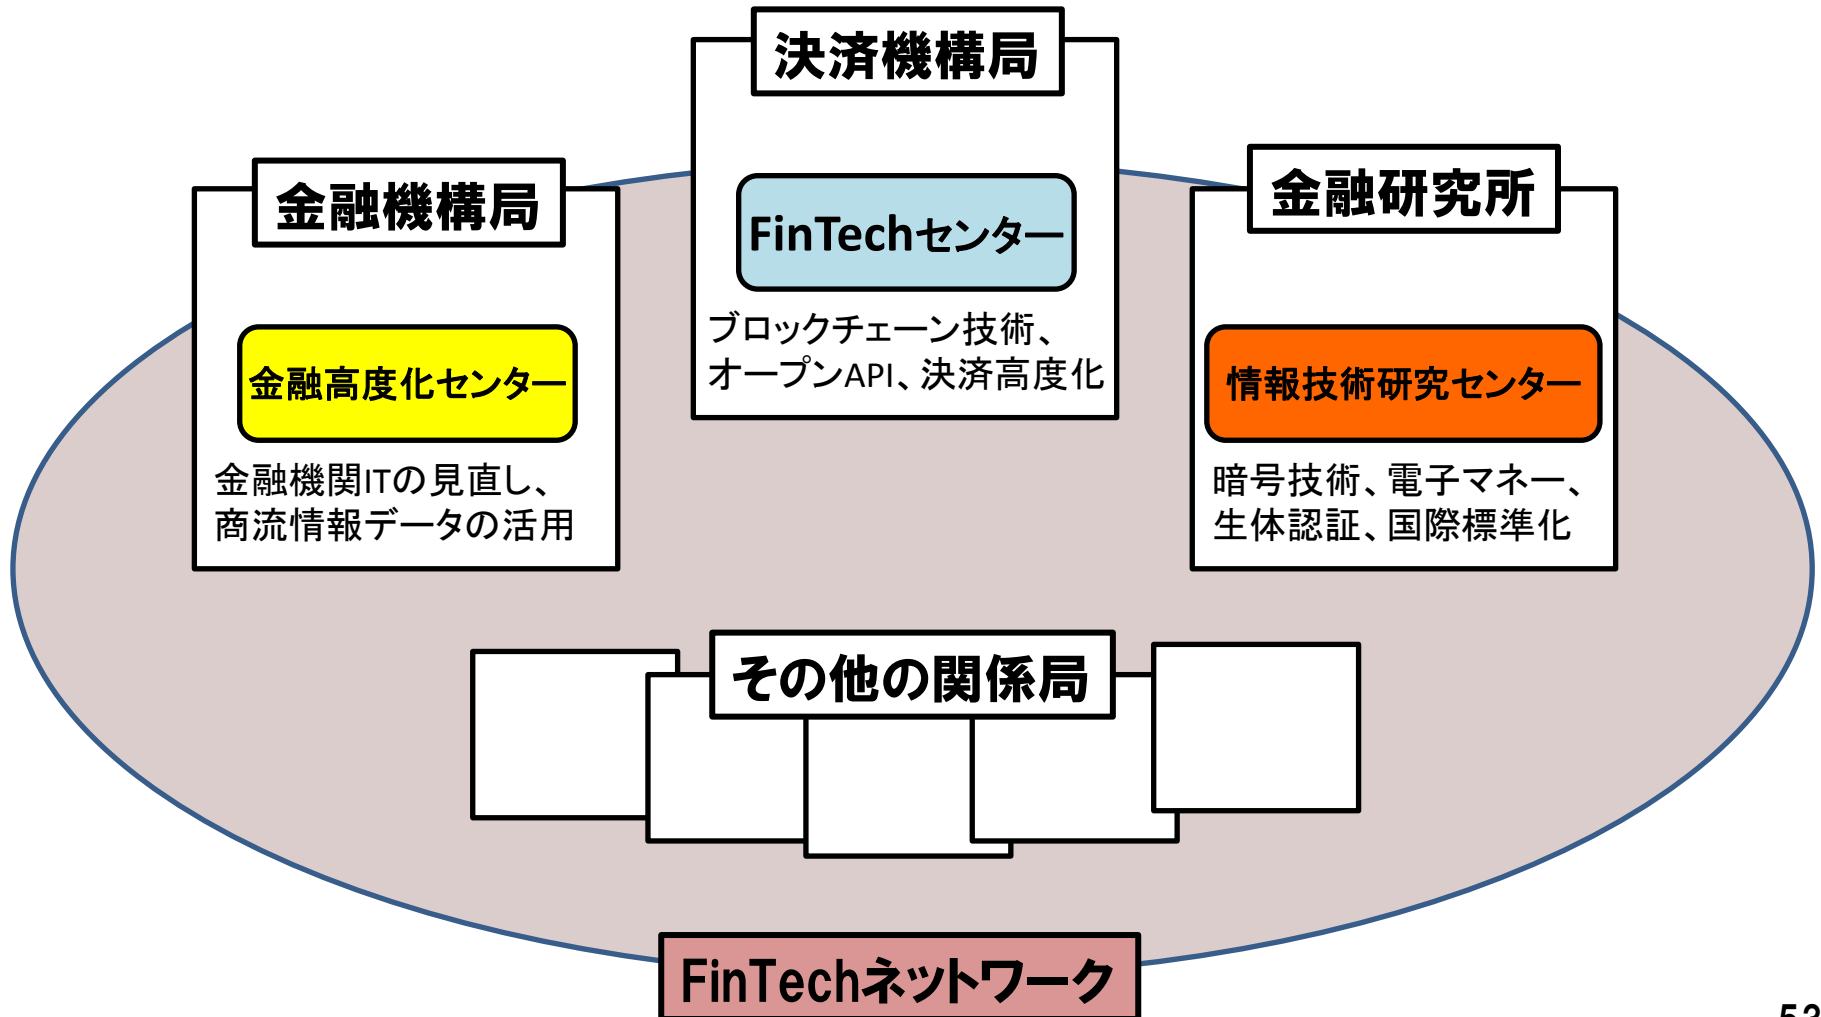 決済機構局
FinTechセンター
ブロックチェーン技術、
オープンAPI、決済高度化
金融機構局
金融高度化センター
金融機関ITの見直し、
商流情報データの活用
金融研究所
情報技術研究センター
暗号技術、電子マネー、
生体認証、国際標準化
その他の関係局
FinTechネットワーク